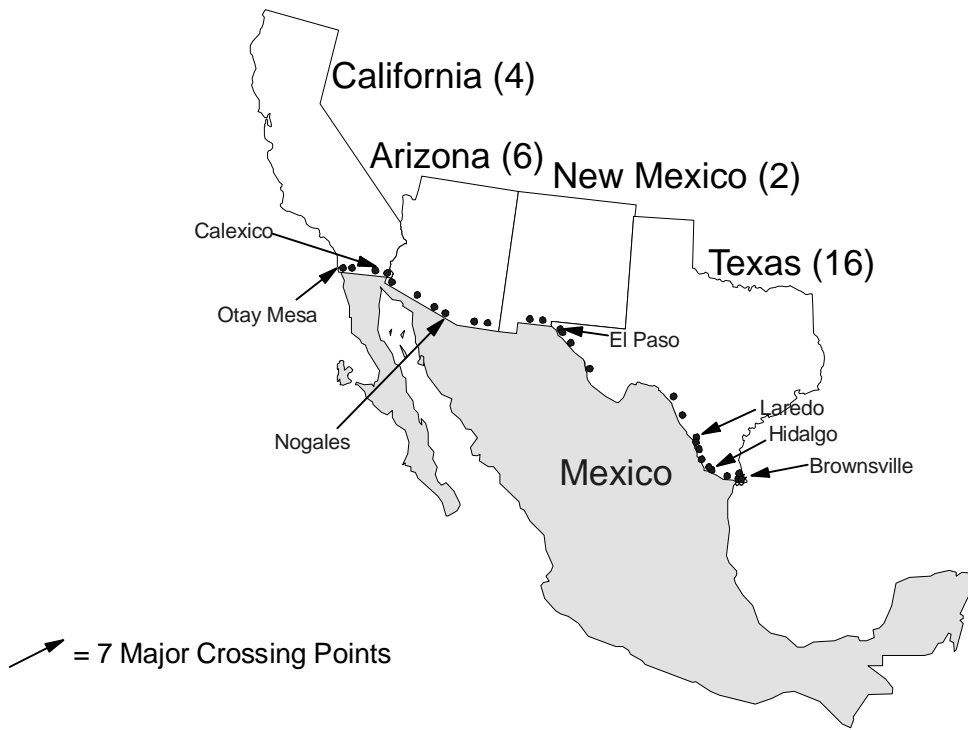 California (4)
Arizona (6)
New Mexico (2)
Calexico
Texas (16)
Otay Mesa
El Paso
Laredo
Nogales
Hidalgo
Mexico
Brownsville
= 7 Major Crossing Points